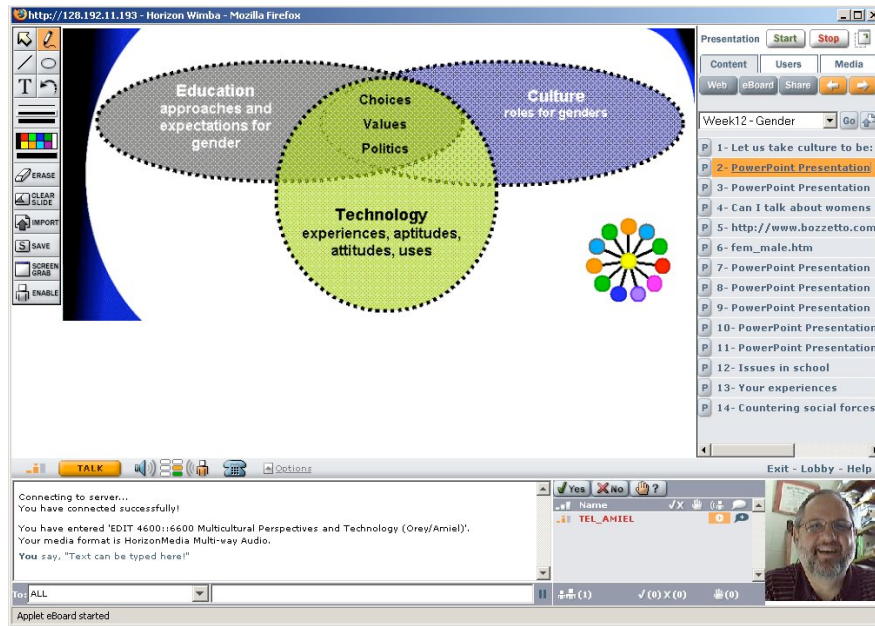 http://128.192.11.193 - Horizon Wimba - Mozilla Firefox
Presentation Start Stop
Content Users Media
Web eBoard Share
Week12 - Gender Go
P 1- Let us take culture to be:
P 2- PowerPoint Presentation
P 3- PowerPoint Presentation
P 4- Can I talk about womens
P 5- http://www.bozzetto.com
P 6- fem_male.htm
P 7- PowerPoint Presentation
P 8- PowerPoint Presentation
P 9- PowerPoint Presentation
P 10- PowerPoint Presentation
P 11- PowerPoint Presentation
P 12- Issues in school
P 13- Your experiences
P 14- Countering social forces
T
ERASE
CLEAR
SLIDE
IMPORT
S SAVE
SCREEN
GRAB
ENABLE
Education
approaches and
expectations for
gender
Choices
Values
Politics
Culture
roles for genders
Technology
experiences, aptitudes,
attitudes, uses
TALK Options
Exit - Lobby - Help
Connecting to server...
You have connected successfully!
You have entered 'EDIT 4600::6600 Multicultural Perspectives and Technology (Orey/Amiel)'.
Your media format is HorizonMedia Multi-way Audio.
You say, "Text can be typed here!"
To: ALL
Yes No ?
Name
TEL_AMIEL
(1) √(0) X(0) (0)
Applet eBoard started